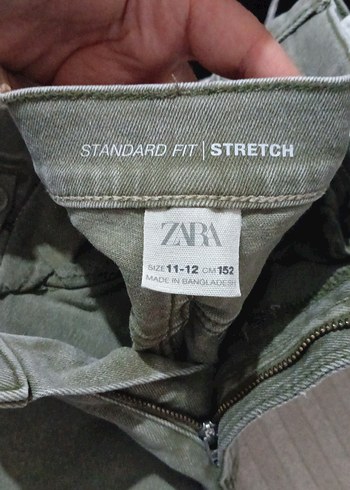 STANDARD FIT | STRETCH
ZARA
SIZE 11-12 CM 152
MADE IN BANGLADESH